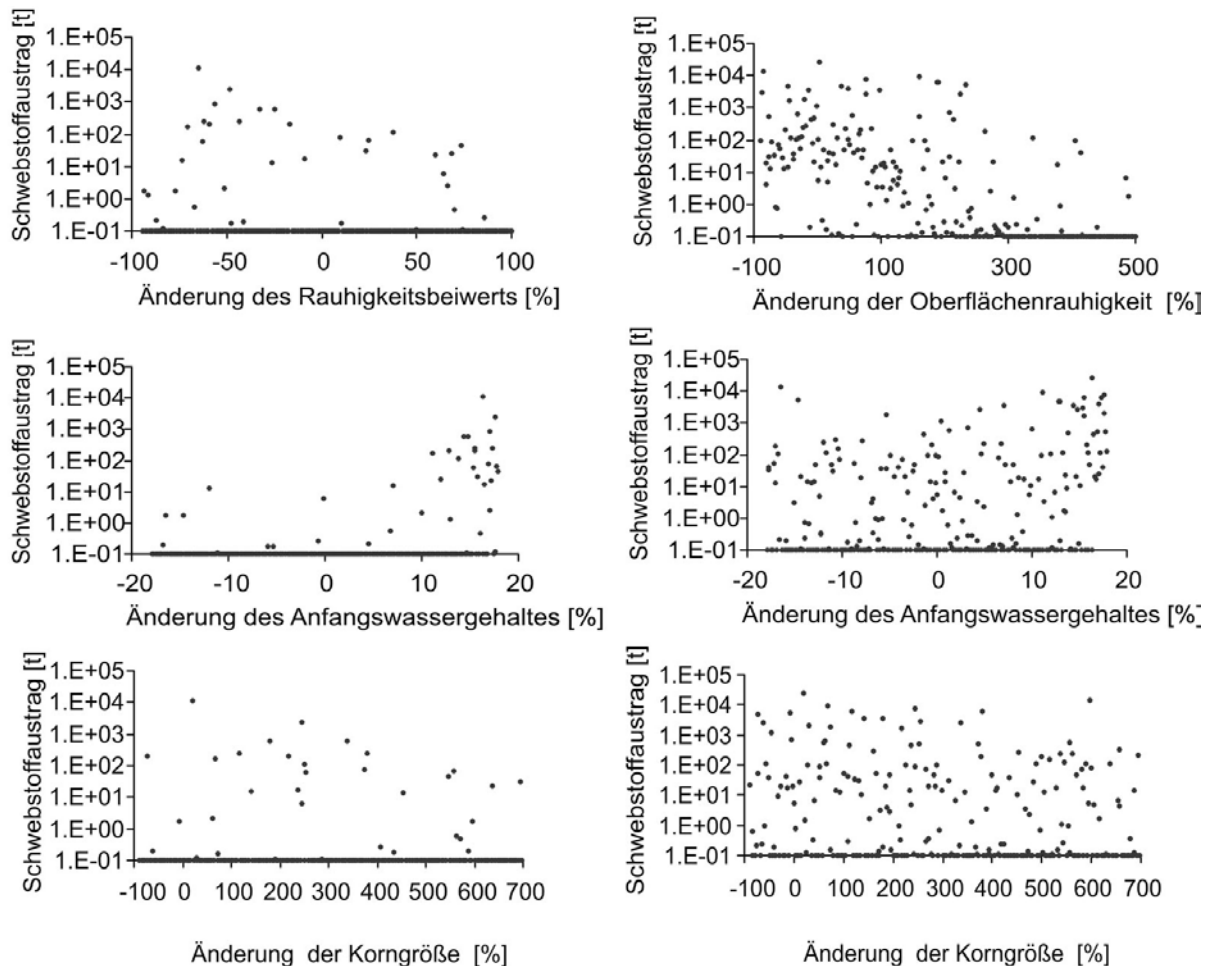 Schwebstoffaustrag [t]
1.E+05
1.E+04
1.E+03
1.E+02
1.E+01
1.E+00
1.E-01
-100 -50 0 50 100
Änderung des Rauhigkeitsbeiwerts [%]
Schwebstoffaustrag [t]
1.E+05
1.E+04
1.E+03
1.E+02
1.E+01
1.E+00
1.E-01
-100 100 300 500
Änderung der Oberflächenrauhigkeit [%]
Schwebstoffaustrag [t]
1.E+05
1.E+04
1.E+03
1.E+02
1.E+01
1.E+00
1.E-01
-20 -10 0 10 20
Änderung des Anfangswassergehaltes [%]
Schwebstoffaustrag [t]
1.E+05
1.E+04
1.E+03
1.E+02
1.E+01
1.E+00
1.E-01
-20 -10 0 10 20
Änderung des Anfangswassergehaltes [%]
Schwebstoffaustrag [t]
1.E+05
1.E+04
1.E+03
1.E+02
1.E+01
1.E+00
1.E-01
-100 0 100 200 300 400 500 600 700
Änderung der Korngröße [%]
Schwebstoffaustrag [t]
1.E+05
1.E+04
1.E+03
1.E+02
1.E+01
1.E+00
1.E-01
-100 0 100 200 300 400 500 600 700
Änderung der Korngröße [%]